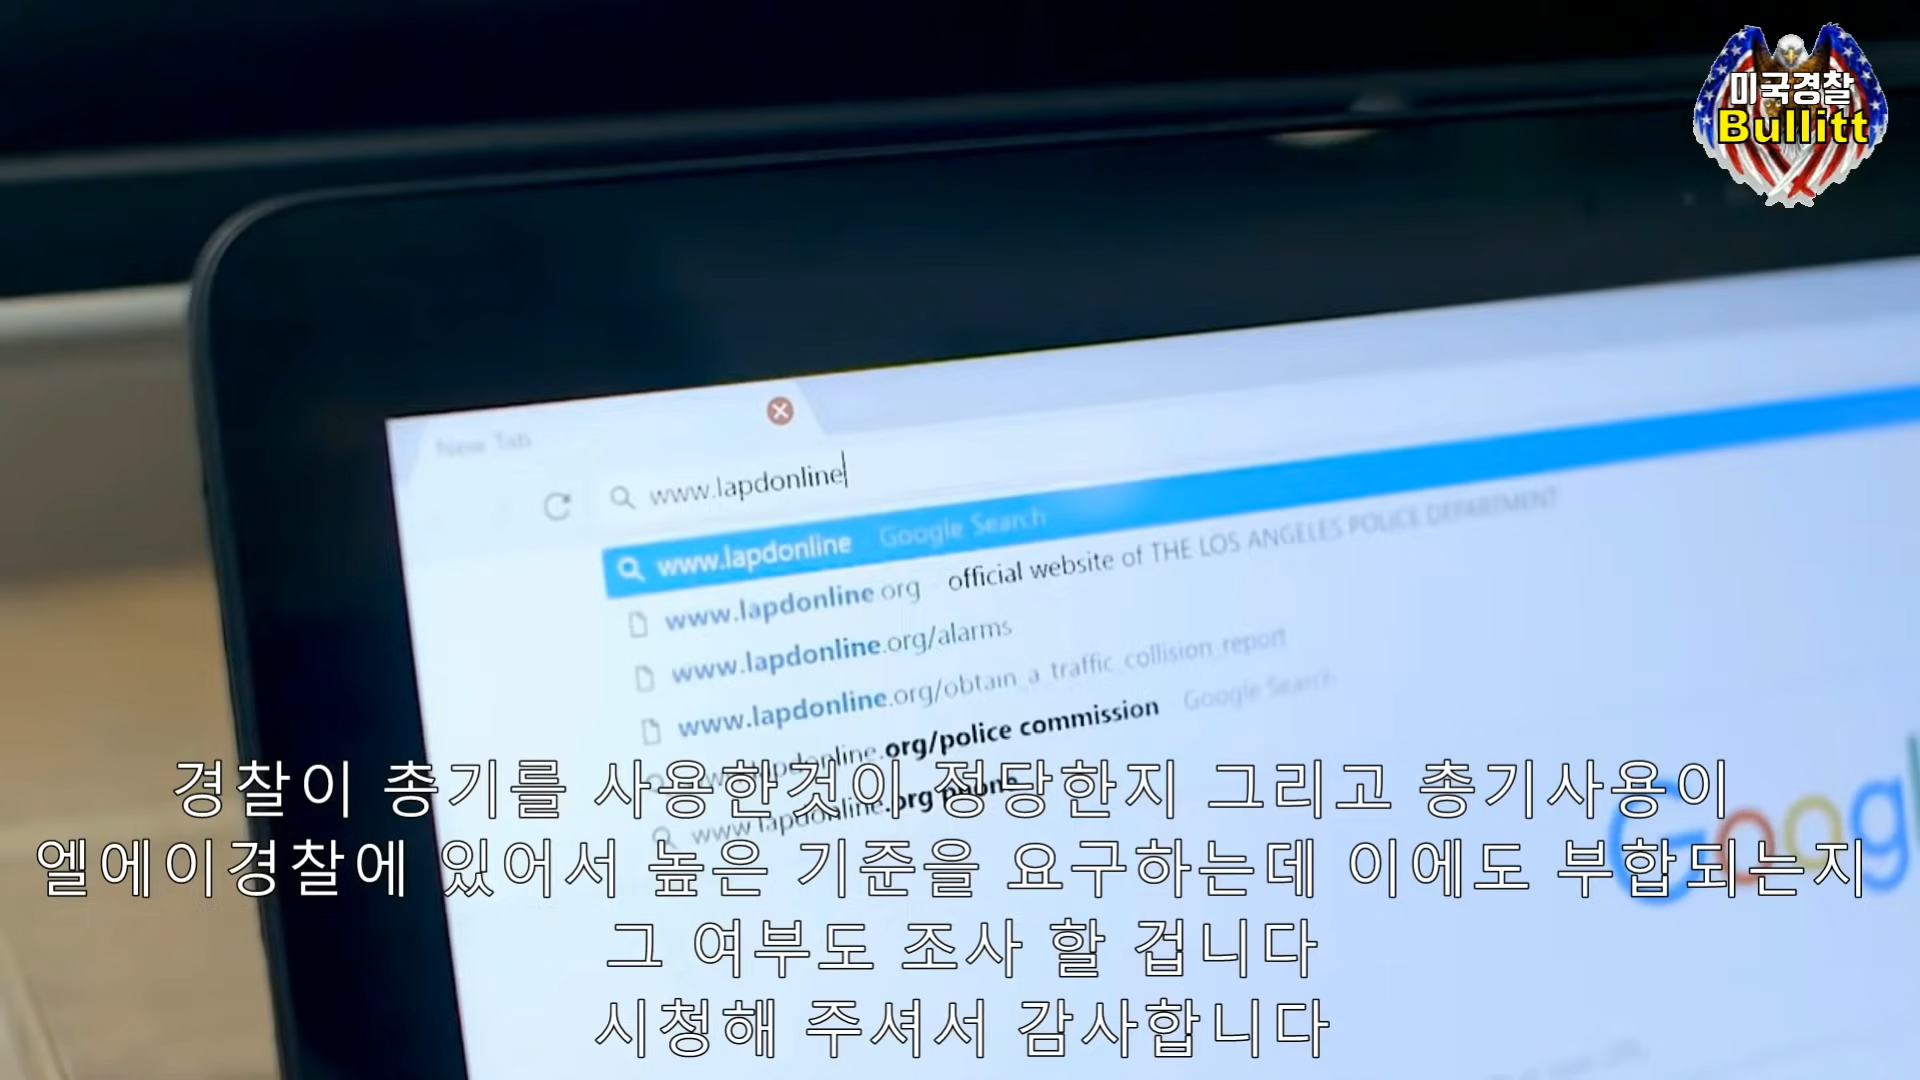 미국경찰
Bullitt
New Tab
www.lapdonline
www.lapdonline Google Search
www.lapdonline.org - official website of THE LOS ANGELES POLICE DEPARTMENT
www.lapdonline.org/alarms
www.lapdonline.org/obtain_a_traffic_collision_report
www.lapdonline.org/police commission Google Search
www.lapdonline.org phone
Googl
경찰이 총기를 사용한것이 정당한지 그리고 총기사용이
엘에이경찰에 있어서 높은 기준을 요구하는데 이에도 부합되는지
그 여부도 조사 할 겁니다
시청해 주셔서 감사합니다